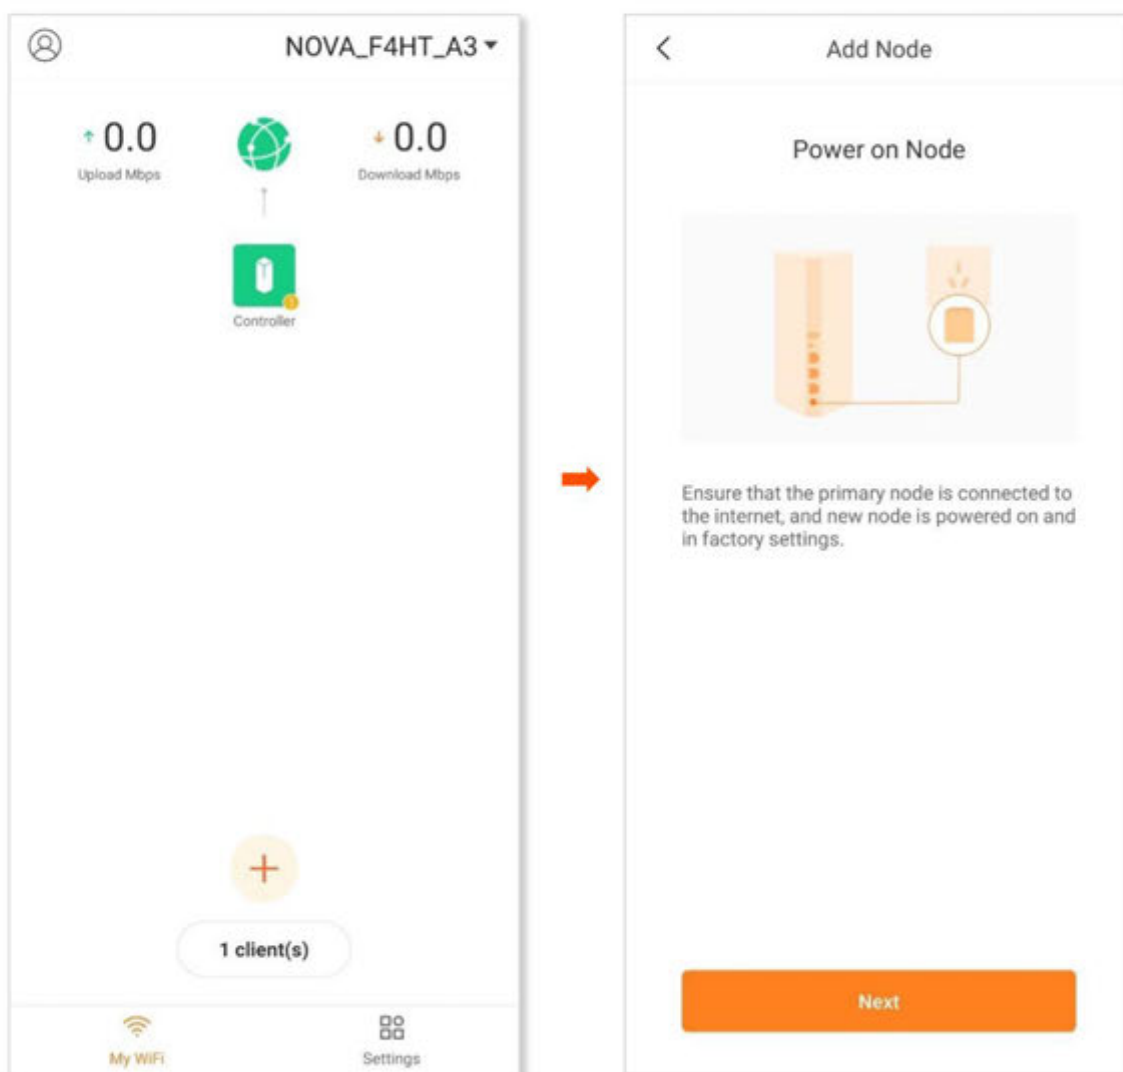 NOVA_F4HT_A3
0.0
Upload Mbps
0.0
Download Mbps
Controller
1 client(s)
My WiFi
Settings
Add Node
Power on Node
Ensure that the primary node is connected to
the internet, and new node is powered on and
in factory settings.
Next